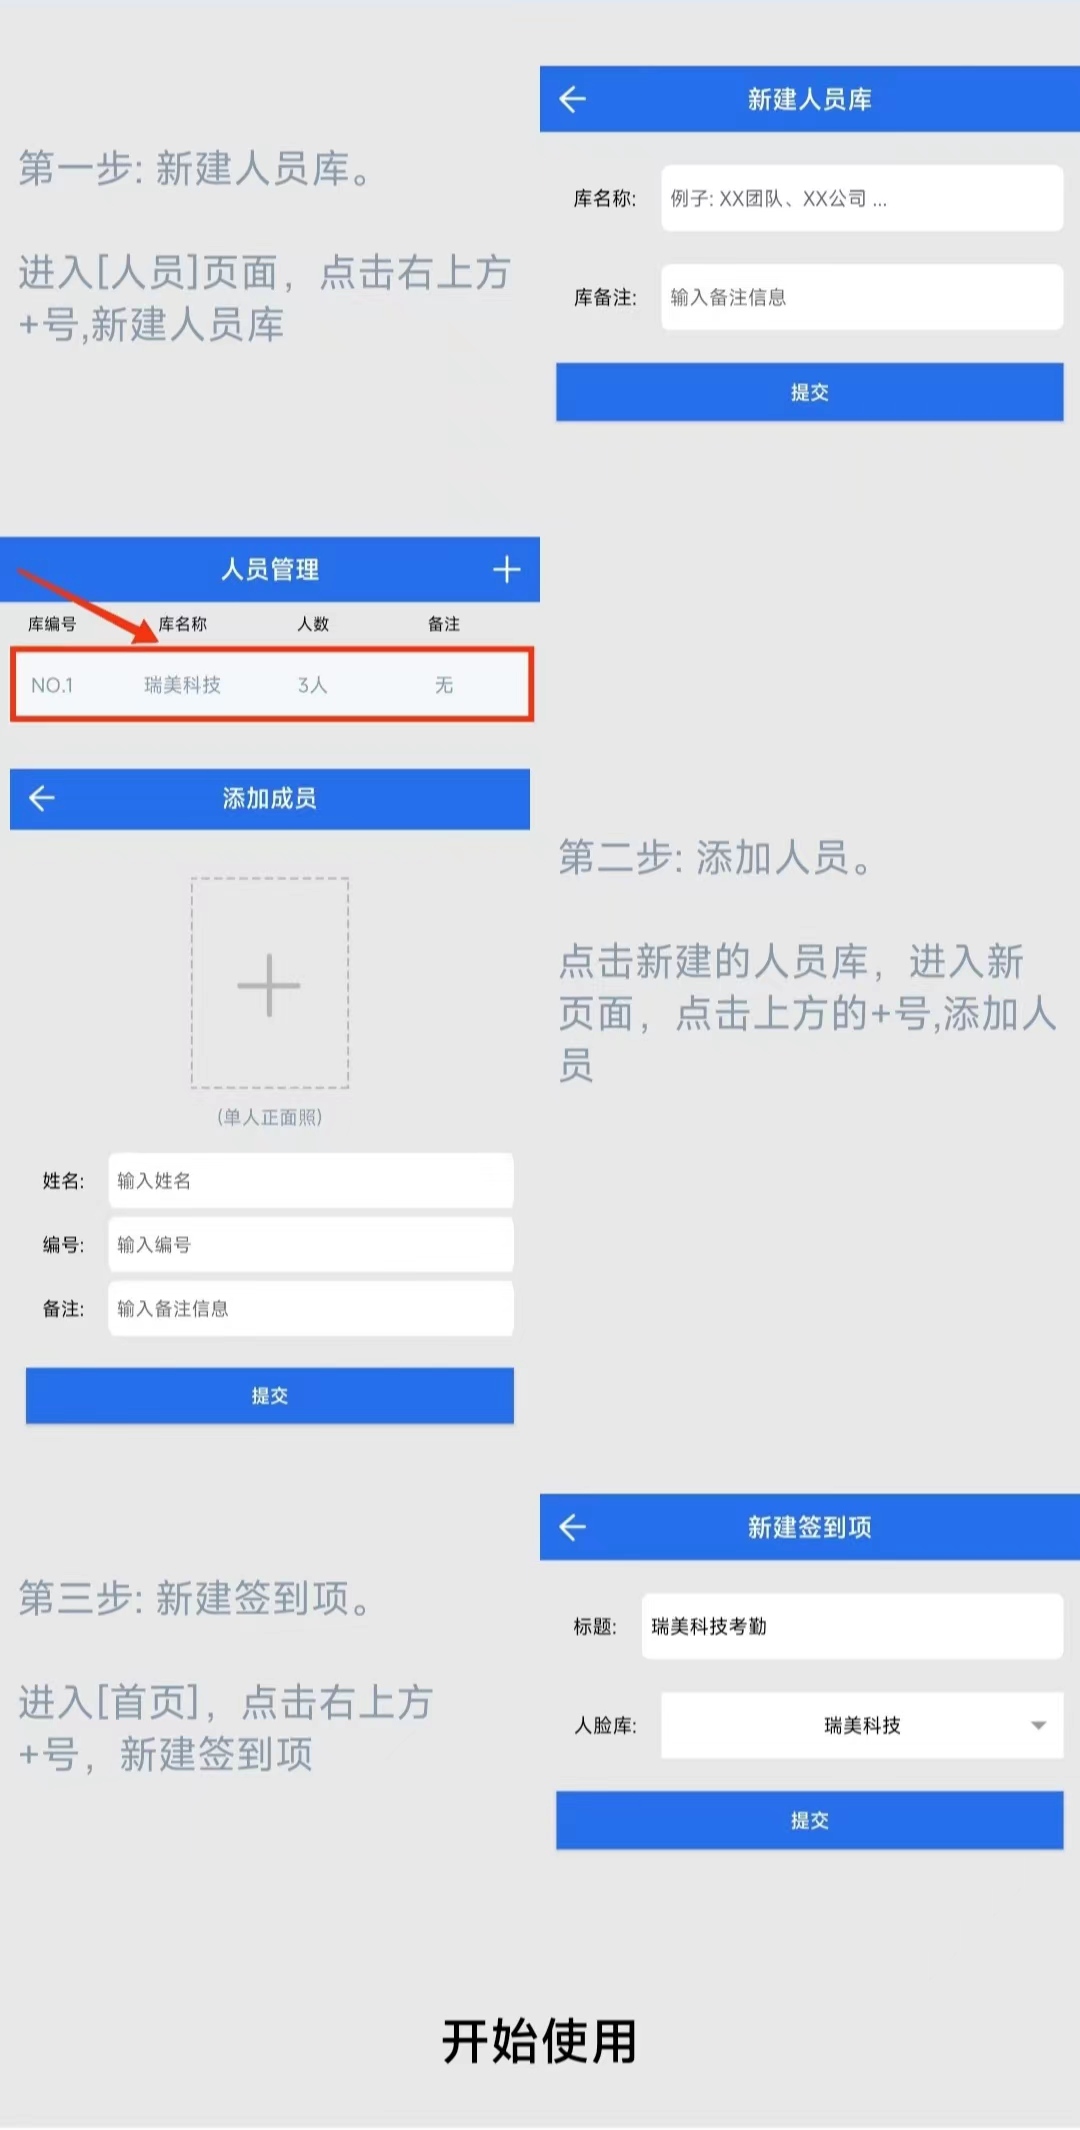 第一步: 新建人员库。
进入[人员]页面，点击右上方
+号,新建人员库
新建人员库
库名称: 例子: XX团队、XX公司 ...
库备注: 输入备注信息
提交
人员管理
库编号 库名称 人数 备注
NO.1 瑞美科技 3人 无
添加成员
(单人正面照)
姓名: 输入姓名
编号: 输入编号
备注: 输入备注信息
提交
第二步: 添加人员。
点击新建的人员库，进入新
页面，点击上方的+号,添加人
员
第三步: 新建签到项。
进入[首页]，点击右上方
+号，新建签到项
新建签到项
标题: 瑞美科技考勤
人脸库: 瑞美科技
提交
开始使用